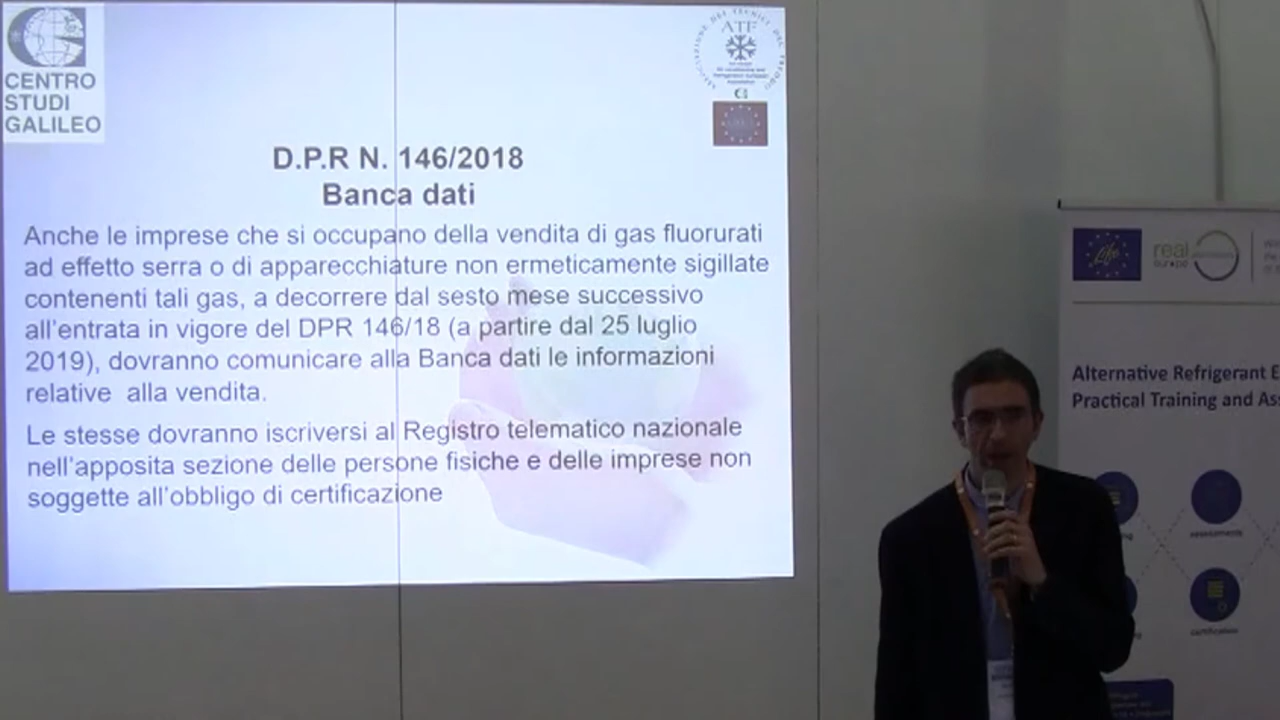 CENTRO
STUDI
GALILEO
ATF
D.P.R N. 146/2018
Banca dati
Anche le imprese che si occupano della vendita di gas fluorurati
ad effetto serra o di apparecchiature non ermeticamente sigillate
contenenti tali gas, a decorrere dal sesto mese successivo
all'entrata in vigore del DPR 146/18 (a partire dal 25 luglio
2019), dovranno comunicare alla Banca dati le informazioni
relative alla vendita.
Le stesse dovranno iscriversi al Registro telematico nazionale
nell'apposita sezione delle persone fisiche e delle imprese non
soggette all'obbligo di certificazione
Life
real
europe
Alternative Refrigerant E
Practical Training and Ass
assessments
certification